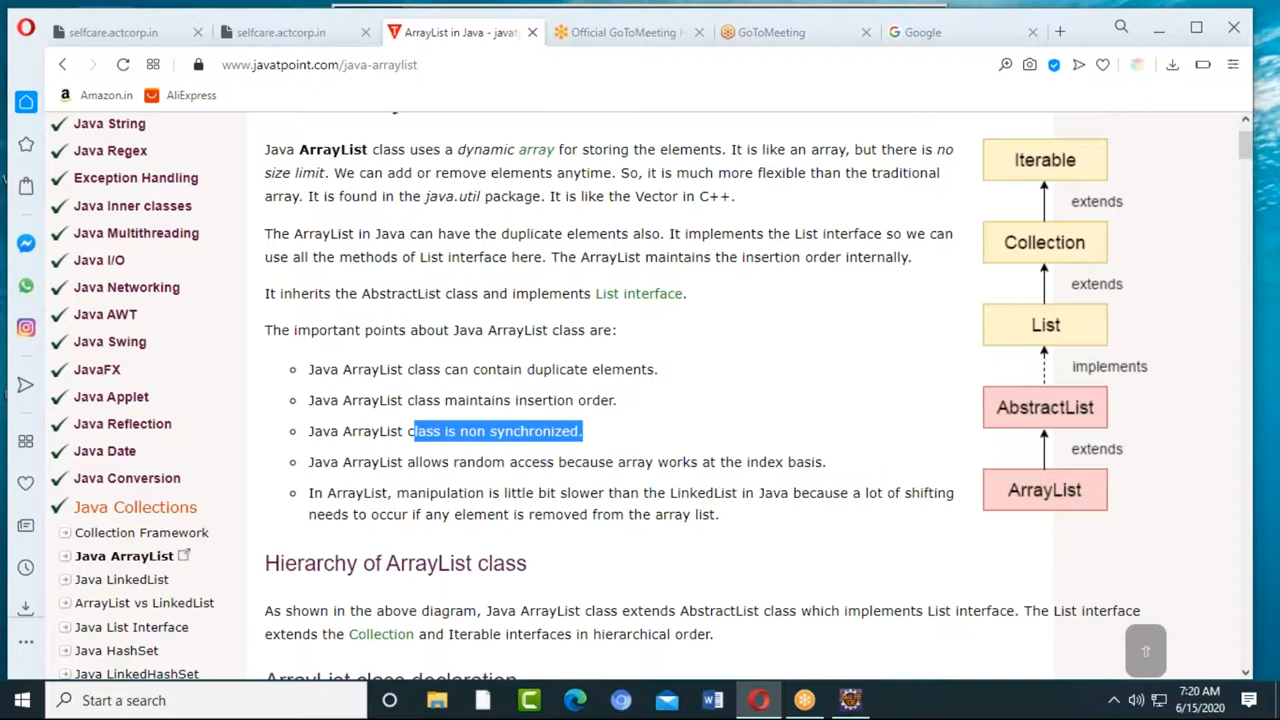 selfcare.actcorp.in
selfcare.actcorp.in
ArrayList in Java - javat
Official GoToMeeting H
GoToMeeting
Google
www.javatpoint.com/java-arraylist
Amazon.in
AliExpress
Java String
Java Regex
Exception Handling
Java Inner classes
Java Multithreading
Java I/O
Java Networking
Java AWT
Java Swing
JavaFX
Java Applet
Java Reflection
Java Date
Java Conversion
Java Collections
Collection Framework
Java ArrayList
Java LinkedList
ArrayList vs LinkedList
Java List Interface
Java HashSet
Java LinkedHashSet
Java ArrayList class uses a dynamic array for storing the elements. It is like an array, but there is no
size limit. We can add or remove elements anytime. So, it is much more flexible than the traditional
array. It is found in the java.util package. It is like the Vector in C++.
The ArrayList in Java can have the duplicate elements also. It implements the List interface so we can
use all the methods of List interface here. The ArrayList maintains the insertion order internally.
It inherits the AbstractList class and implements List interface.
The important points about Java ArrayList class are:
Java ArrayList class can contain duplicate elements.
Java ArrayList class maintains insertion order.
Java ArrayList class is non synchronized.
Java ArrayList allows random access because array works at the index basis.
In ArrayList, manipulation is little bit slower than the LinkedList in Java because a lot of shifting
needs to occur if any element is removed from the array list.
Hierarchy of ArrayList class
As shown in the above diagram, Java ArrayList class extends AbstractList class which implements List interface. The List interface
extends the Collection and Iterable interfaces in hierarchical order.
ArrayList class declaration
Iterable
extends
Collection
extends
List
implements
AbstractList
extends
ArrayList
Start a search
7:20 AM
6/15/2020